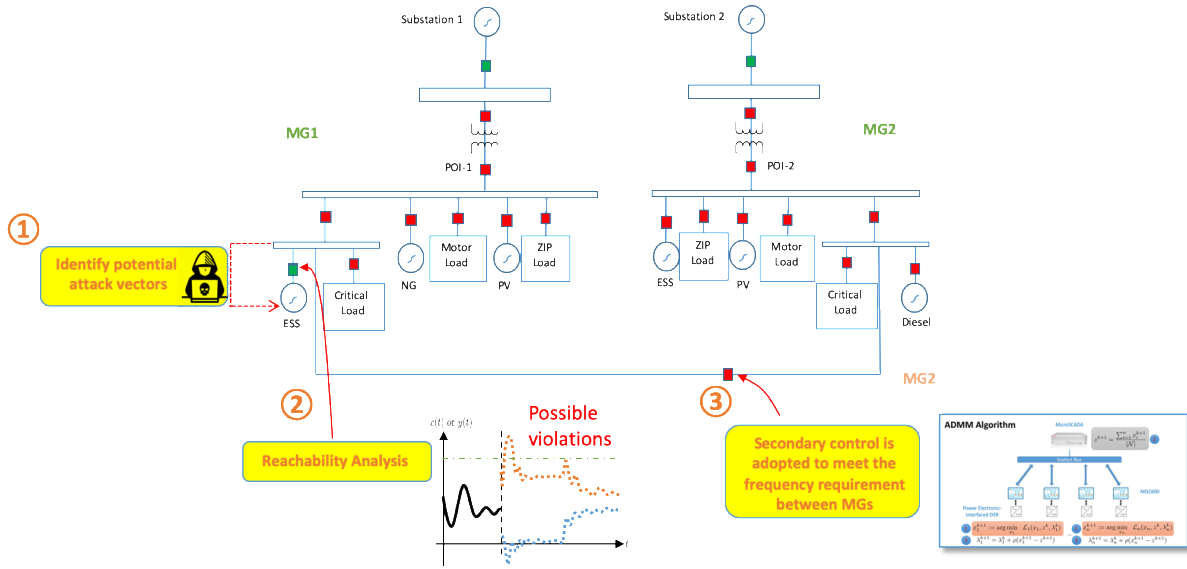 Substation 1
Substation 2
MG1
MG2
POI-1
POI-2
1
Identify potential
attack vectors
ESS
Critical
Load
NG
Motor
Load
PV
ZIP
Load
ESS
ZIP
Load
PV
Motor
Load
Critical
Load
Diesel
MG2
2
3
Reachability Analysis
x(t) or y(t)
Possible
violations
t
Secondary control is
adopted to meet the
frequency requirement
between MGs
ADMM Algorithm
MicroSCADA
Station Bus
MGC600
Power Electronic-
interfaced DER